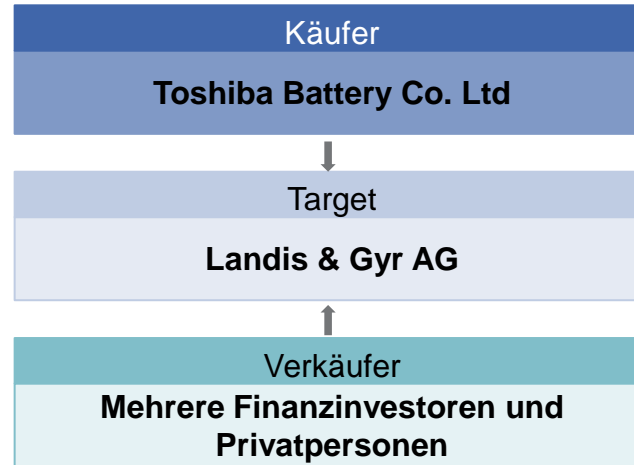 Käufer
Toshiba Battery Co. Ltd
Target
Landis & Gyr AG
Verkäufer
Mehrere Finanzinvestoren und
Privatpersonen